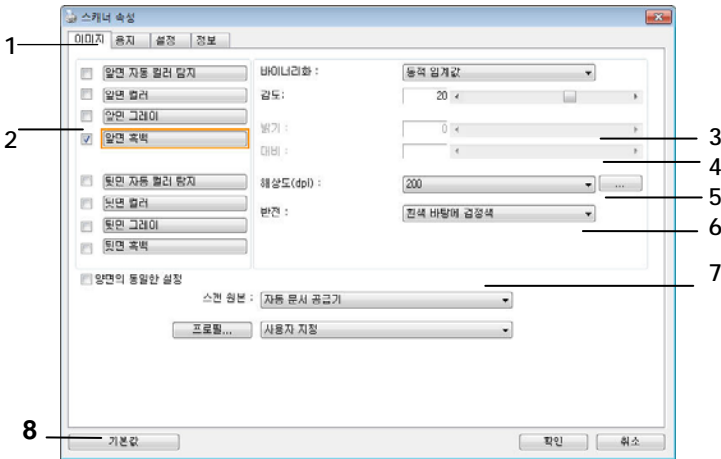 스캐너 속성
1
이미지 용지 설정 정보
앞면 자동 컬러 탐지
앞면 컬러
앞면 그레이
앞면 흑백
2
뒷면 자동 컬러 탐지
뒷면 컬러
뒷면 그레이
뒷면 흑백
바이너리화 : 동적 임계값
감도: 20
밝기 : 0
3
대비 :
4
해상도(dpi) : 200 ...
5
반전 : 흰색 바탕에 검정색
6
양면의 동일한 설정
7
스캔 원본 : 자동 문서 공급기
프로필... 사용자 지정
8
기본값 확인 취소